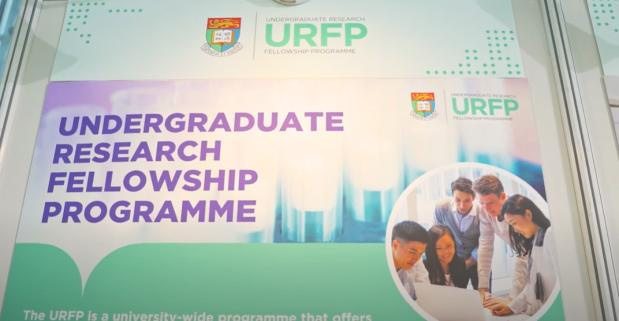 UNDERGRADUATE RESEARCH
URFP
FELLOWSHIP PROGRAMME
UNDERGRADUATE RESEARCH
URFP
FELLOWSHIP PROGRAMME
UNDERGRADUATE
RESEARCH
FELLOWSHIP
PROGRAMME
The URFP is a university-wide programme that offers